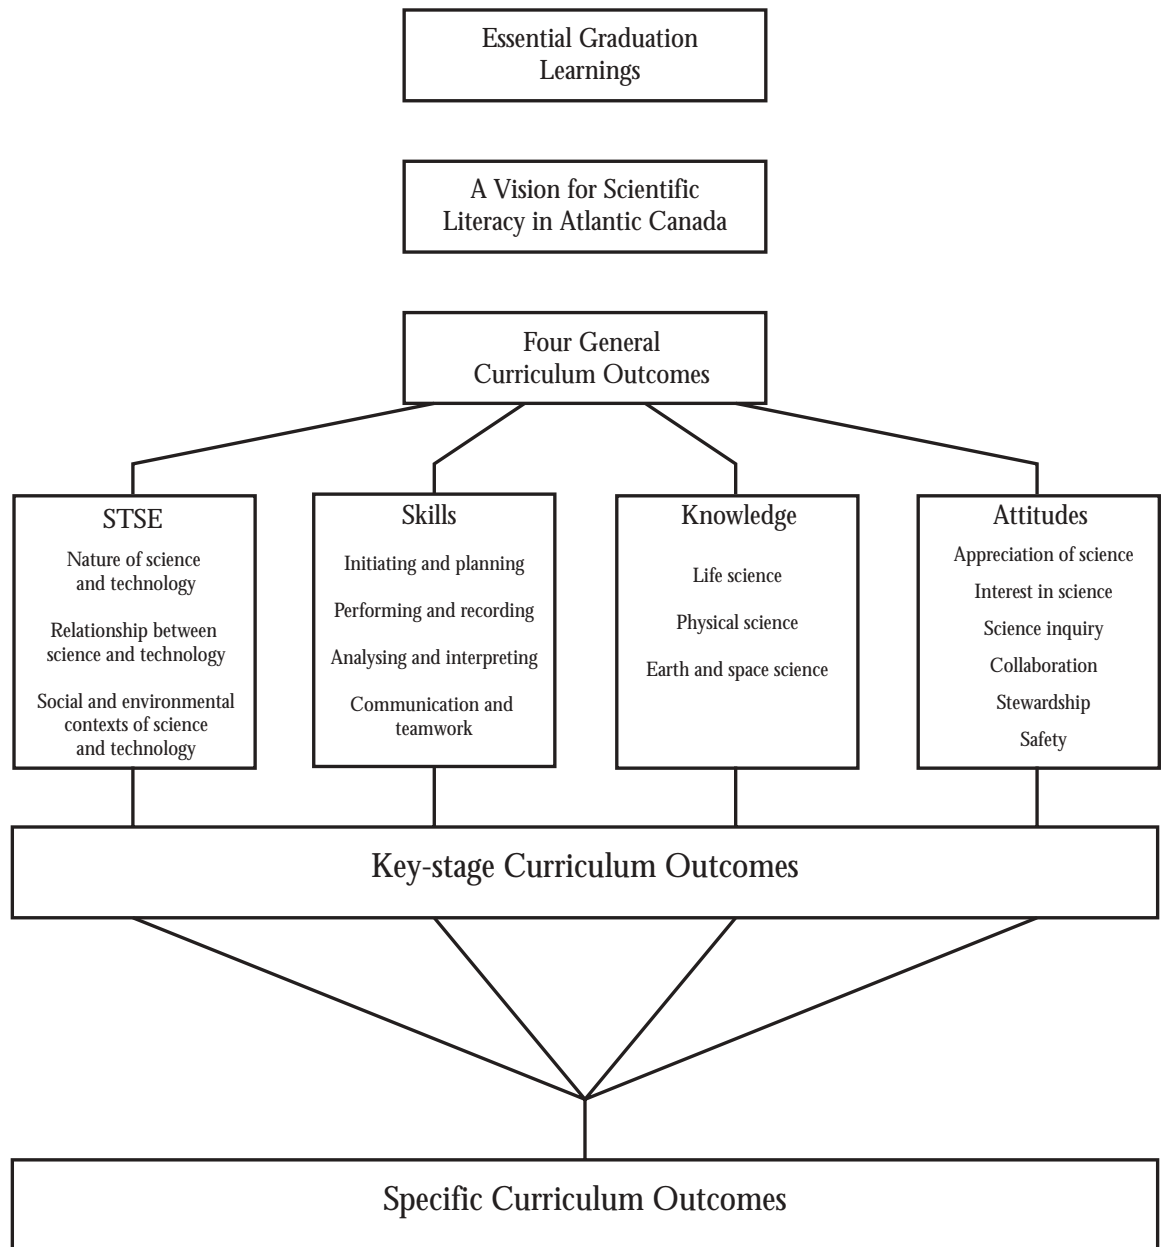 Essential Graduation
Learnings
A Vision for Scientific
Literacy in Atlantic Canada
Four General
Curriculum Outcomes
STSE
Nature of science
and technology
Relationship between
science and technology
Social and environmental
contexts of science
and technology
Skills
Initiating and planning
Performing and recording
Analysing and interpreting
Communication and
teamwork
Knowledge
Life science
Physical science
Earth and space science
Attitudes
Appreciation of science
Interest in science
Science inquiry
Collaboration
Stewardship
Safety
Key-stage Curriculum Outcomes
Specific Curriculum Outcomes